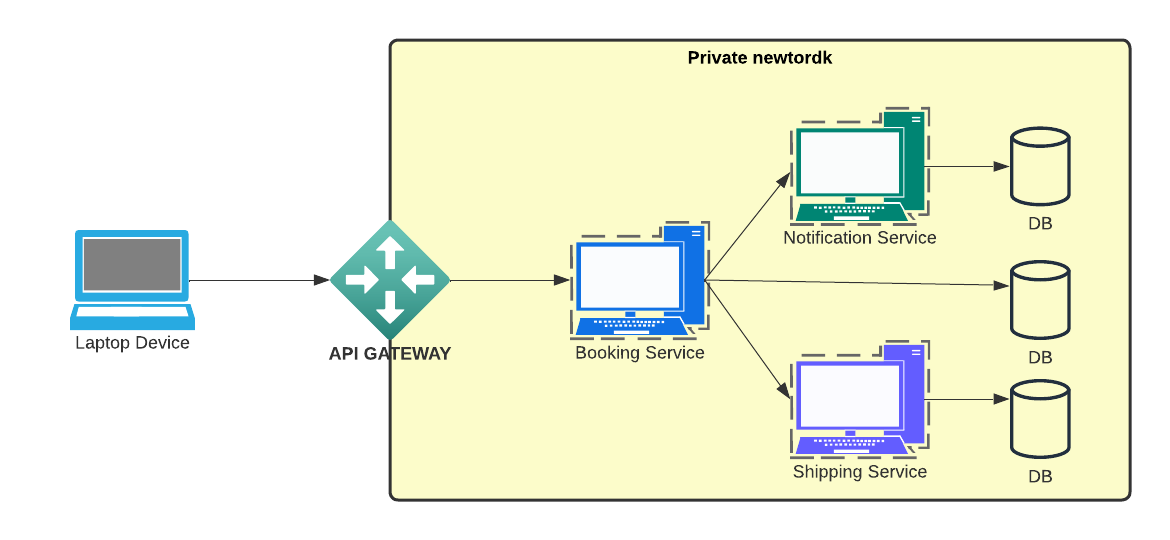 Private newtordk
Notification Service
DB
Laptop Device
API GATEWAY
Booking Service
DB
Shipping Service
DB